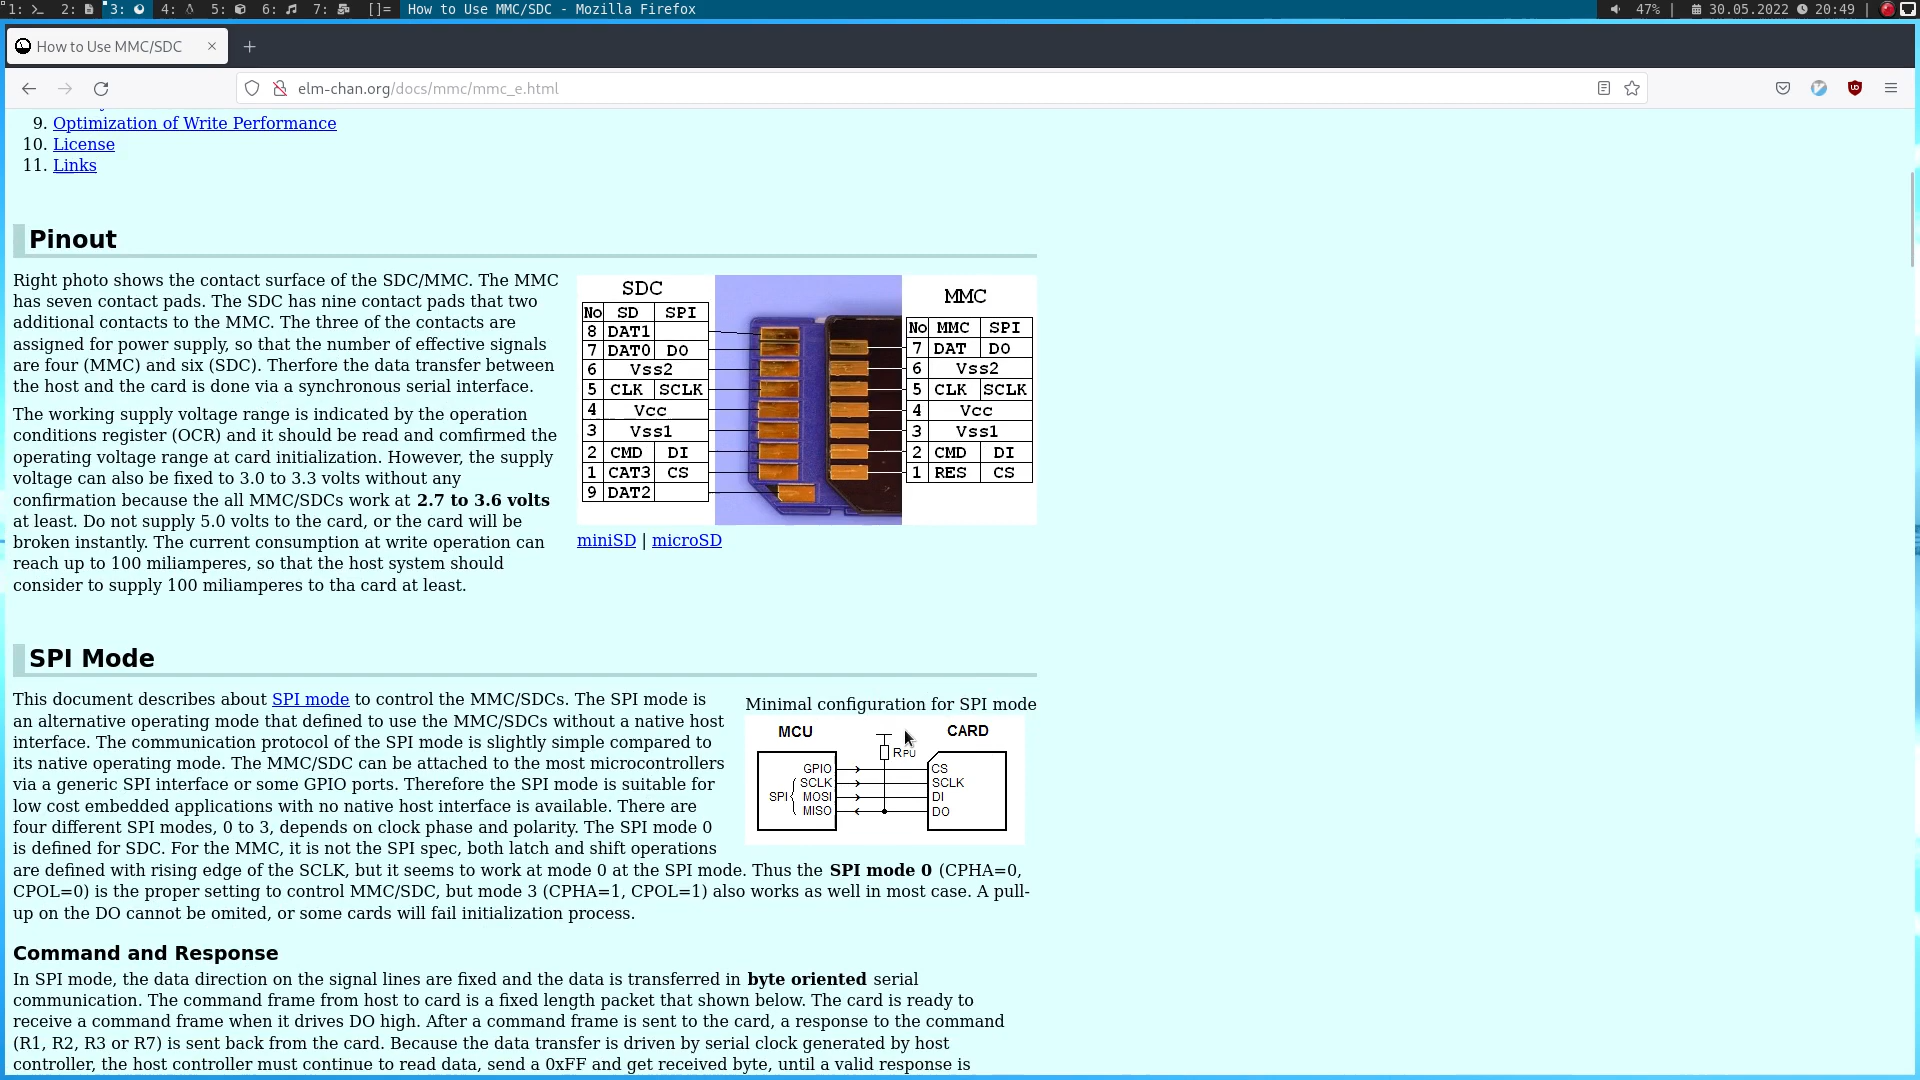 1: 2: 3: 4: 5: 6: 7: []= How to Use MMC/SDC - Mozilla Firefox 47% | 30.05.2022 20:49 |
How to Use MMC/SDC × +
elm-chan.org/docs/mmc/mmc_e.html
9. Optimization of Write Performance
10. License
11. Links
Pinout
Right photo shows the contact surface of the SDC/MMC. The MMC
has seven contact pads. The SDC has nine contact pads that two
additional contacts to the MMC. The three of the contacts are
assigned for power supply, so that the number of effective signals
are four (MMC) and six (SDC). Therfore the data transfer between
the host and the card is done via a synchronous serial interface.
The working supply voltage range is indicated by the operation
conditions register (OCR) and it should be read and comfirmed the
operating voltage range at card initialization. However, the supply
voltage can also be fixed to 3.0 to 3.3 volts without any
confirmation because the all MMC/SDCs work at 2.7 to 3.6 volts
at least. Do not supply 5.0 volts to the card, or the card will be
broken instantly. The current consumption at write operation can
reach up to 100 miliamperes, so that the host system should
consider to supply 100 miliamperes to tha card at least.
SDC
No SD SPI
8 DAT1
7 DAT0 DO
6 Vss2
5 CLK SCLK
4 Vcc
3 Vss1
2 CMD DI
1 CAT3 CS
9 DAT2
MMC
No MMC SPI
7 DAT DO
6 Vss2
5 CLK SCLK
4 Vcc
3 Vss1
2 CMD DI
1 RES CS
miniSD | microSD
SPI Mode
This document describes about SPI mode to control the MMC/SDCs. The SPI mode is
an alternative operating mode that defined to use the MMC/SDCs without a native host
interface. The communication protocol of the SPI mode is slightly simple compared to
its native operating mode. The MMC/SDC can be attached to the most microcontrollers
via a generic SPI interface or some GPIO ports. Therefore the SPI mode is suitable for
low cost embedded applications with no native host interface is available. There are
four different SPI modes, 0 to 3, depends on clock phase and polarity. The SPI mode 0
is defined for SDC. For the MMC, it is not the SPI spec, both latch and shift operations
are defined with rising edge of the SCLK, but it seems to work at mode 0 at the SPI mode. Thus the SPI mode 0 (CPHA=0,
CPOL=0) is the proper setting to control MMC/SDC, but mode 3 (CPHA=1, CPOL=1) also works as well in most case. A pull-
up on the DO cannot be omited, or some cards will fail initialization process.
Minimal configuration for SPI mode
MCU CARD
RPU
GPIO CS
SCLK SCLK
SPI MOSI DI
MISO DO
Command and Response
In SPI mode, the data direction on the signal lines are fixed and the data is transferred in byte oriented serial
communication. The command frame from host to card is a fixed length packet that shown below. The card is ready to
receive a command frame when it drives DO high. After a command frame is sent to the card, a response to the command
(R1, R2, R3 or R7) is sent back from the card. Because the data transfer is driven by serial clock generated by host
controller, the host controller must continue to read data, send a 0xFF and get received byte, until a valid response is